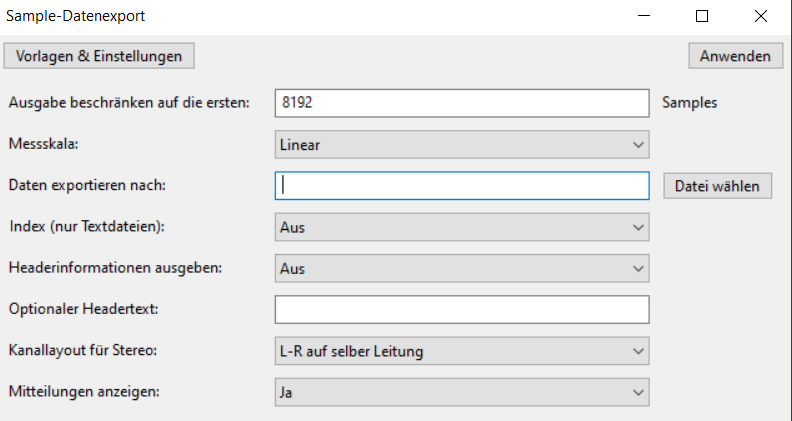 Sample-Datenexport
Vorlagen & Einstellungen
Anwenden
Ausgabe beschränken auf die ersten: 8192 Samples
Messskala: Linear
Daten exportieren nach: Datei wählen
Index (nur Textdateien): Aus
Headerinformationen ausgeben: Aus
Optionaler Headertext:
Kanallayout für Stereo: L-R auf selber Leitung
Mitteilungen anzeigen: Ja